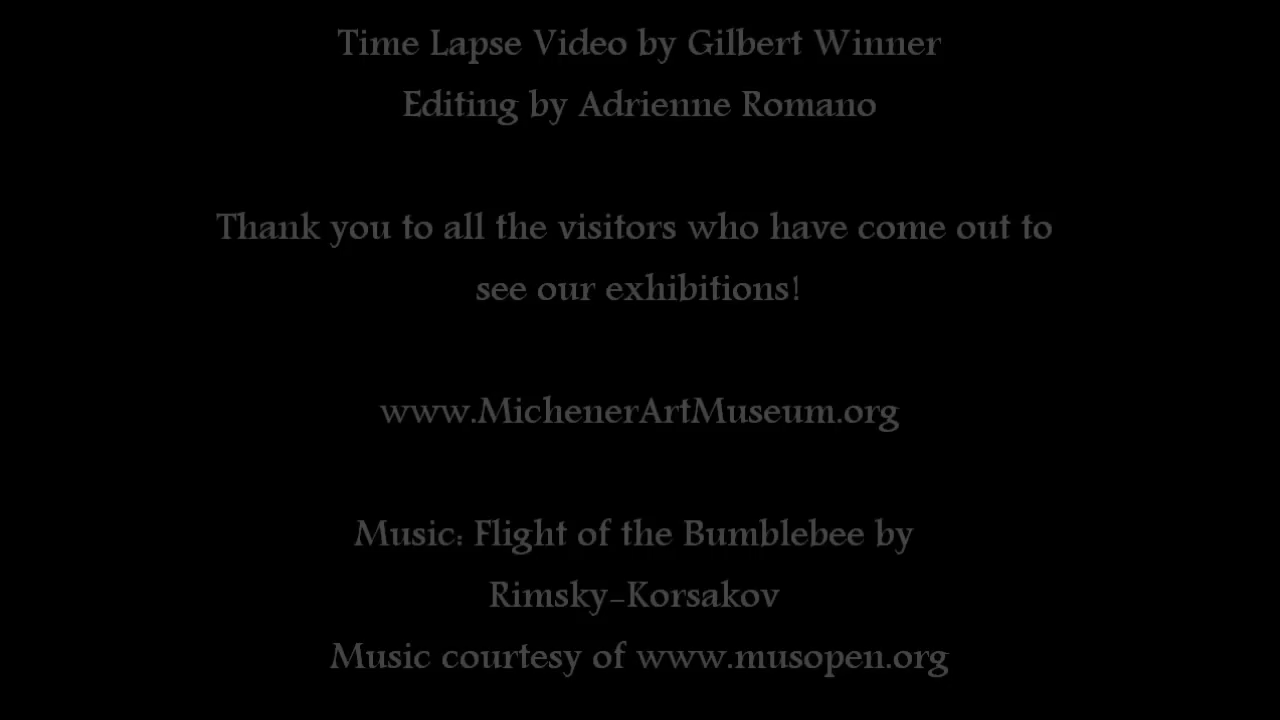 Time Lapse Video by Gilbert Winner
Editing by Adrienne Romano
Thank you to all the visitors who have come out to
see our exhibitions!
www.MichenerArtMuseum.org
Music: Flight of the Bumblebee by
Rimsky-Korsakov
Music courtesy of www.musopen.org